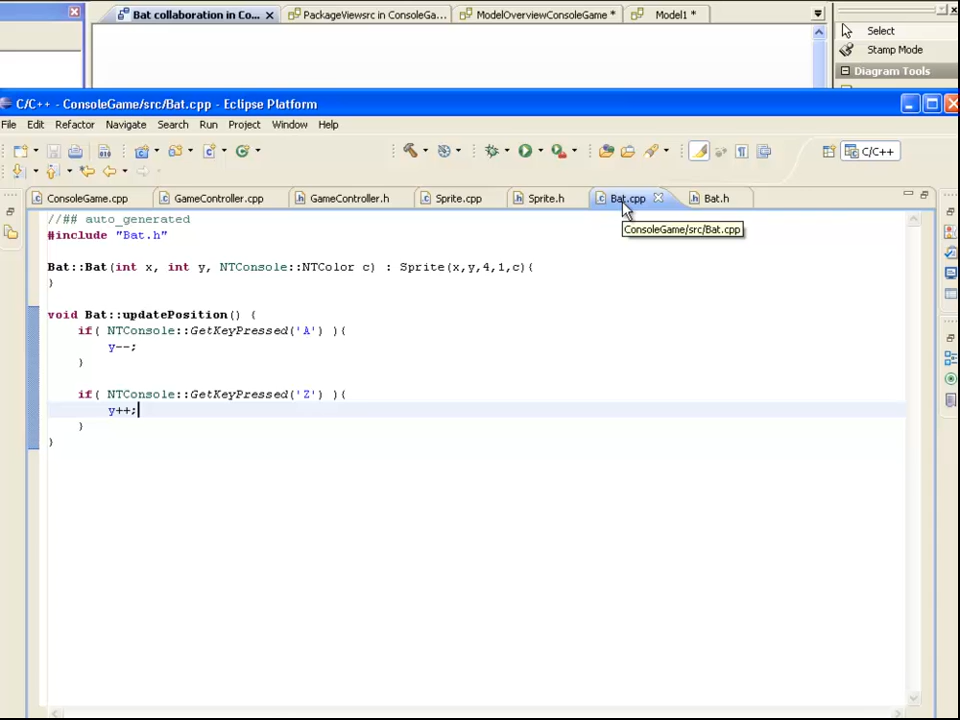 Bat collaboration in Co...
PackageViewsrc in ConsoleGa...
ModelOverviewConsoleGame *
Model1 *
Select
Stamp Mode
Diagram Tools
C/C++ - ConsoleGame/src/Bat.cpp - Eclipse Platform
File Edit Refactor Navigate Search Run Project Window Help
C/C++
ConsoleGame.cpp
GameController.cpp
GameController.h
Sprite.cpp
Sprite.h
Bat.cpp
Bat.h
ConsoleGame/src/Bat.cpp
//## auto_generated
#include "Bat.h"
Bat::Bat(int x, int y, NTConsole::NTColor c) : Sprite(x,y,4,1,c){
}
void Bat::updatePosition() {
if( NTConsole::GetKeyPressed('A') ){
y--;
}
if( NTConsole::GetKeyPressed('Z') ){
y++;
}
}